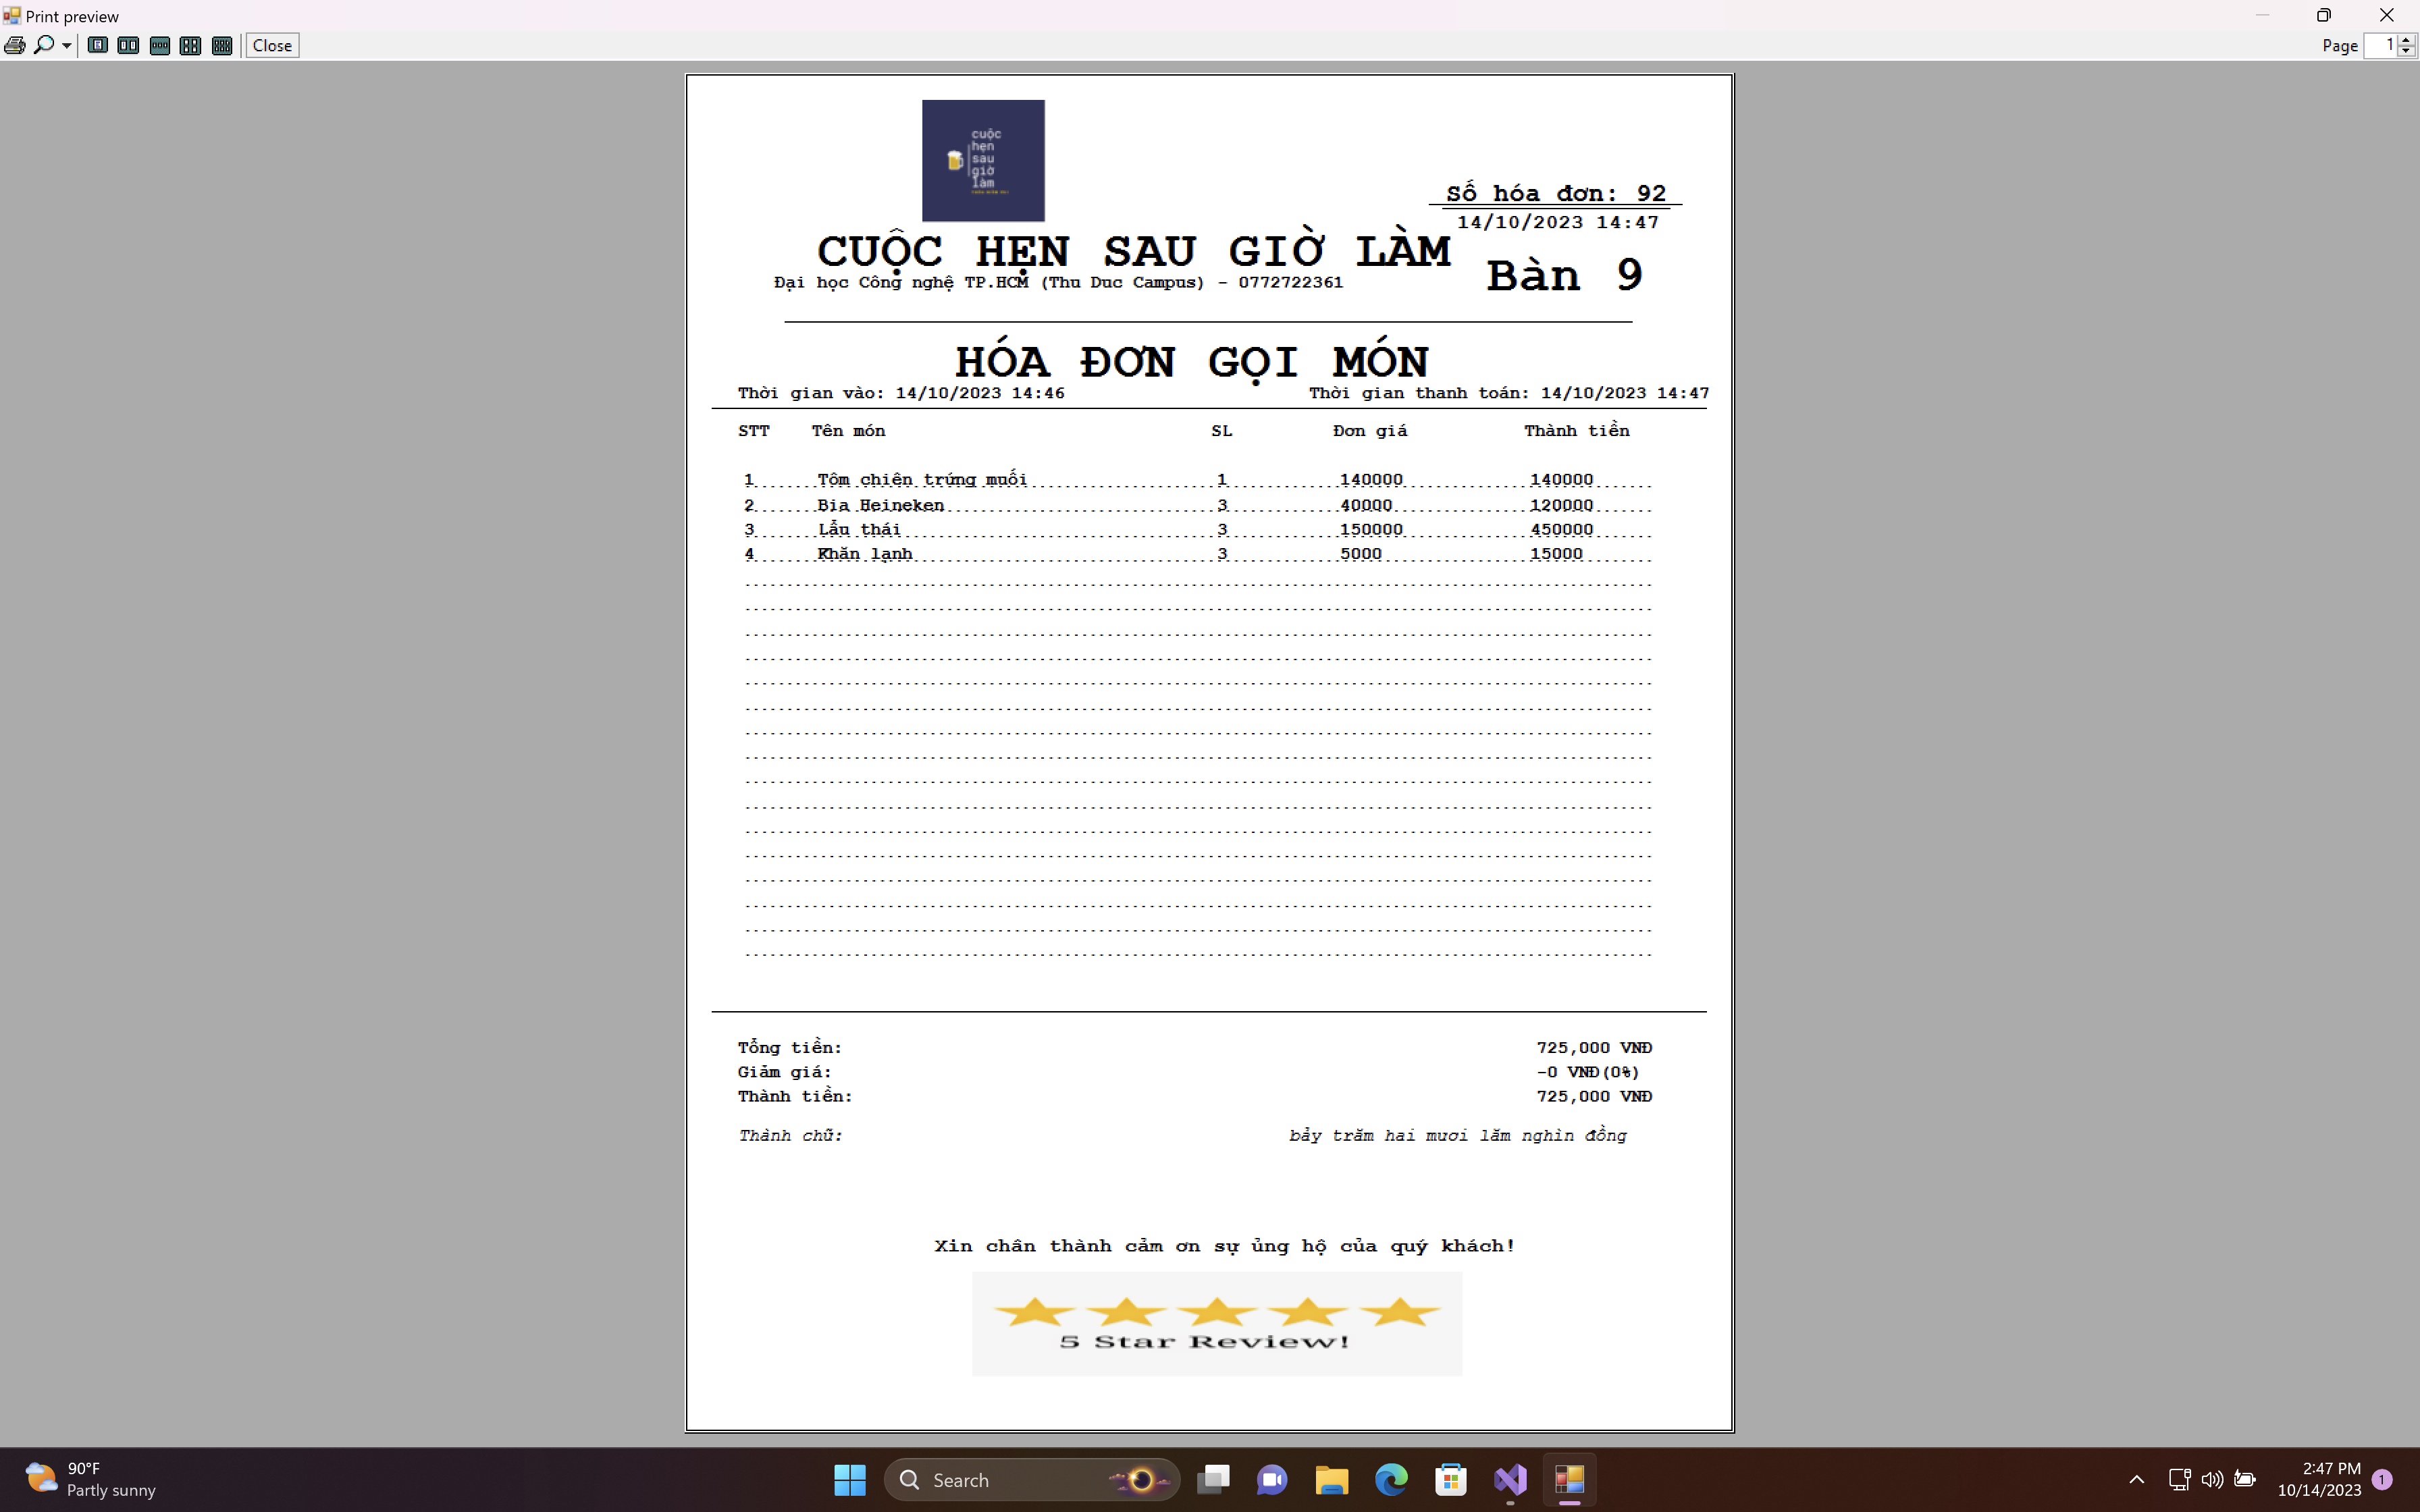 Print preview
Close
Page 1
cuộc
hẹn
sau
giờ
làm
Số hóa đơn: 92
14/10/2023 14:47
CUỘC HẸN SAU GIỜ LÀM
Bàn 9
Đại học Công nghệ TP.HCM (Thu Duc Campus) - 0772722361
HÓA ĐƠN GỌI MÓN
Thời gian vào: 14/10/2023 14:46 Thời gian thanh toán: 14/10/2023 14:47
STT Tên món SL Đơn giá Thành tiền
1 Tôm chiên trứng muối 1 140000 140000
2 Bia Heineken 3 40000 120000
3 Lẩu thái 3 150000 450000
4 Khăn lạnh 3 5000 15000
Tổng tiền: 725,000 VNĐ
Giảm giá: -0 VNĐ(0%)
Thành tiền: 725,000 VNĐ
Thành chữ: bảy trăm hai mươi lăm nghìn đồng
Xin chân thành cảm ơn sự ủng hộ của quý khách!
5 Star Review!
90°F
Partly sunny
Search
2:47 PM
10/14/2023
1